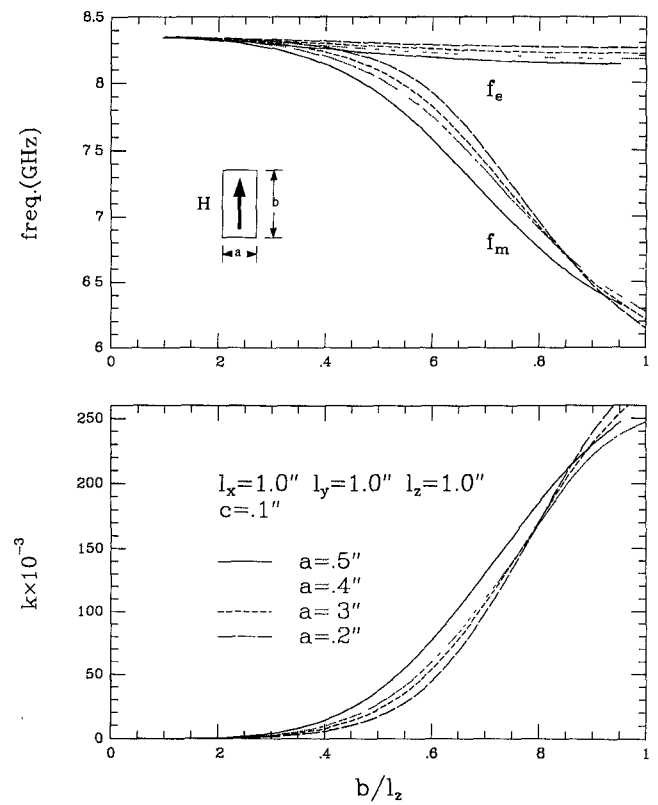 8.5
8
7.5
7
6 5
6
freq.(GHz)
f_e
f_m
H
b
a
0 .2 .4 .6 .8 1
250
200
150
100
50
0
k×10^-3
l_x=1.0" l_y=1.0" l_z=1.0"
c=.1"
a=.5"
a=.4"
a= 3"
a=.2"
0 .2 .4 .6 .8 1
b/l_z